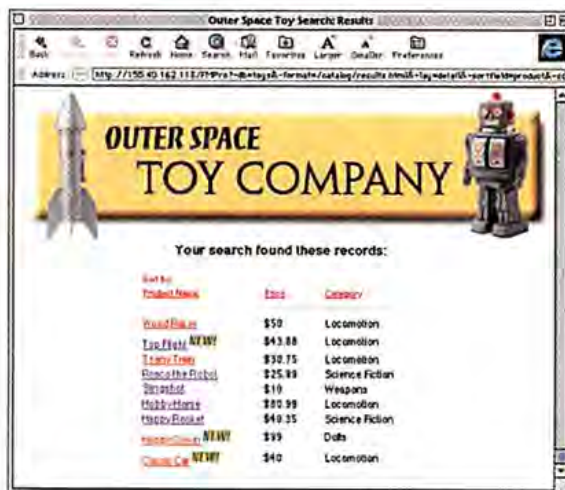 Outer Space Toy Search: Results
Back Refresh Home Search Mail Favorites Larger Smaller Preferences
Address:
OUTER SPACE
TOY COMPANY
Your search found these records:
Sort by
Product Name Price Category
Wood Racer $50 Locomotion
Top Flight NEW! $43.88 Locomotion
Train $30.75 Locomotion
Rosco the Robot $25.89 Science Fiction
Slingshot $19 Weapons
Hobby Horse $80.99 Locomotion
Happy Rocket $40.35 Science Fiction
Clown NEW! $99 Dolls
Classic Car NEW! $40 Locomotion